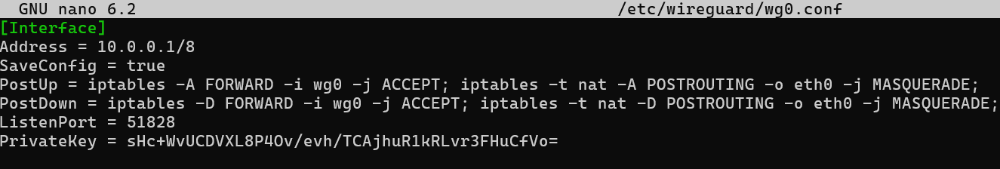 GNU nano 6.2 /etc/wireguard/wg0.conf
[Interface]
Address = 10.0.0.1/8
SaveConfig = true
PostUp = iptables -A FORWARD -i wg0 -j ACCEPT; iptables -t nat -A POSTROUTING -o eth0 -j MASQUERADE;
PostDown = iptables -D FORWARD -i wg0 -j ACCEPT; iptables -t nat -D POSTROUTING -o eth0 -j MASQUERADE;
ListenPort = 51828
PrivateKey = sHc+WvUCDVXL8P4Ov/evh/TCAjhuR1kRLvr3FHuCfVo=